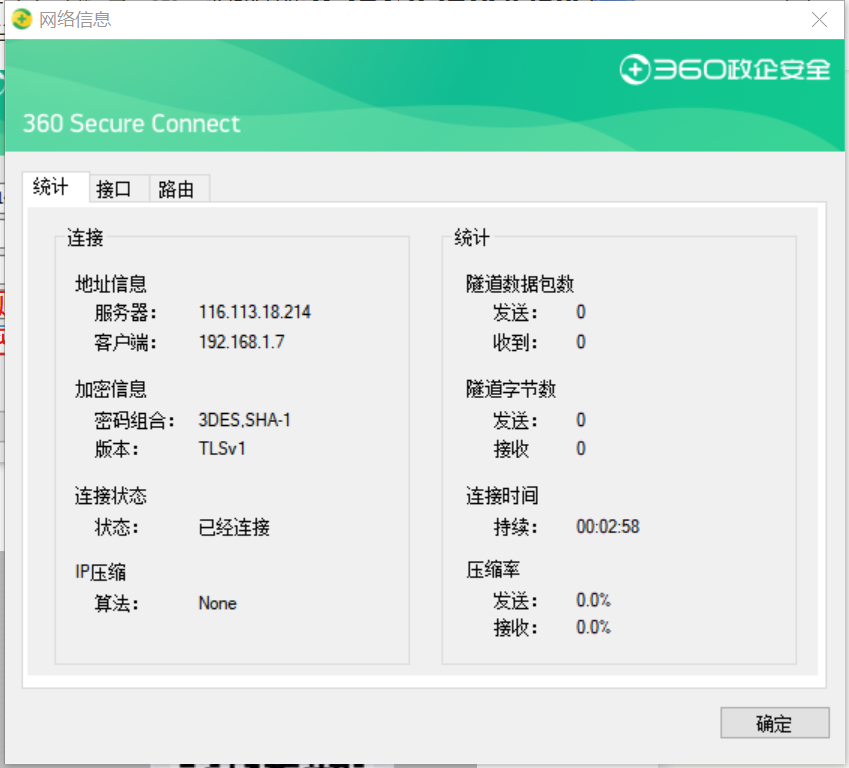 网络信息
360政企安全
360 Secure Connect
统计 接口 路由
连接
地址信息
服务器： 116.113.18.214
客户端： 192.168.1.7
加密信息
密码组合： 3DES,SHA-1
版本： TLSv1
连接状态
状态： 已经连接
IP压缩
算法： None
统计
隧道数据包数
发送： 0
收到： 0
隧道字节数
发送： 0
接收 0
连接时间
持续： 00:02:58
压缩率
发送： 0.0%
接收： 0.0%
确定